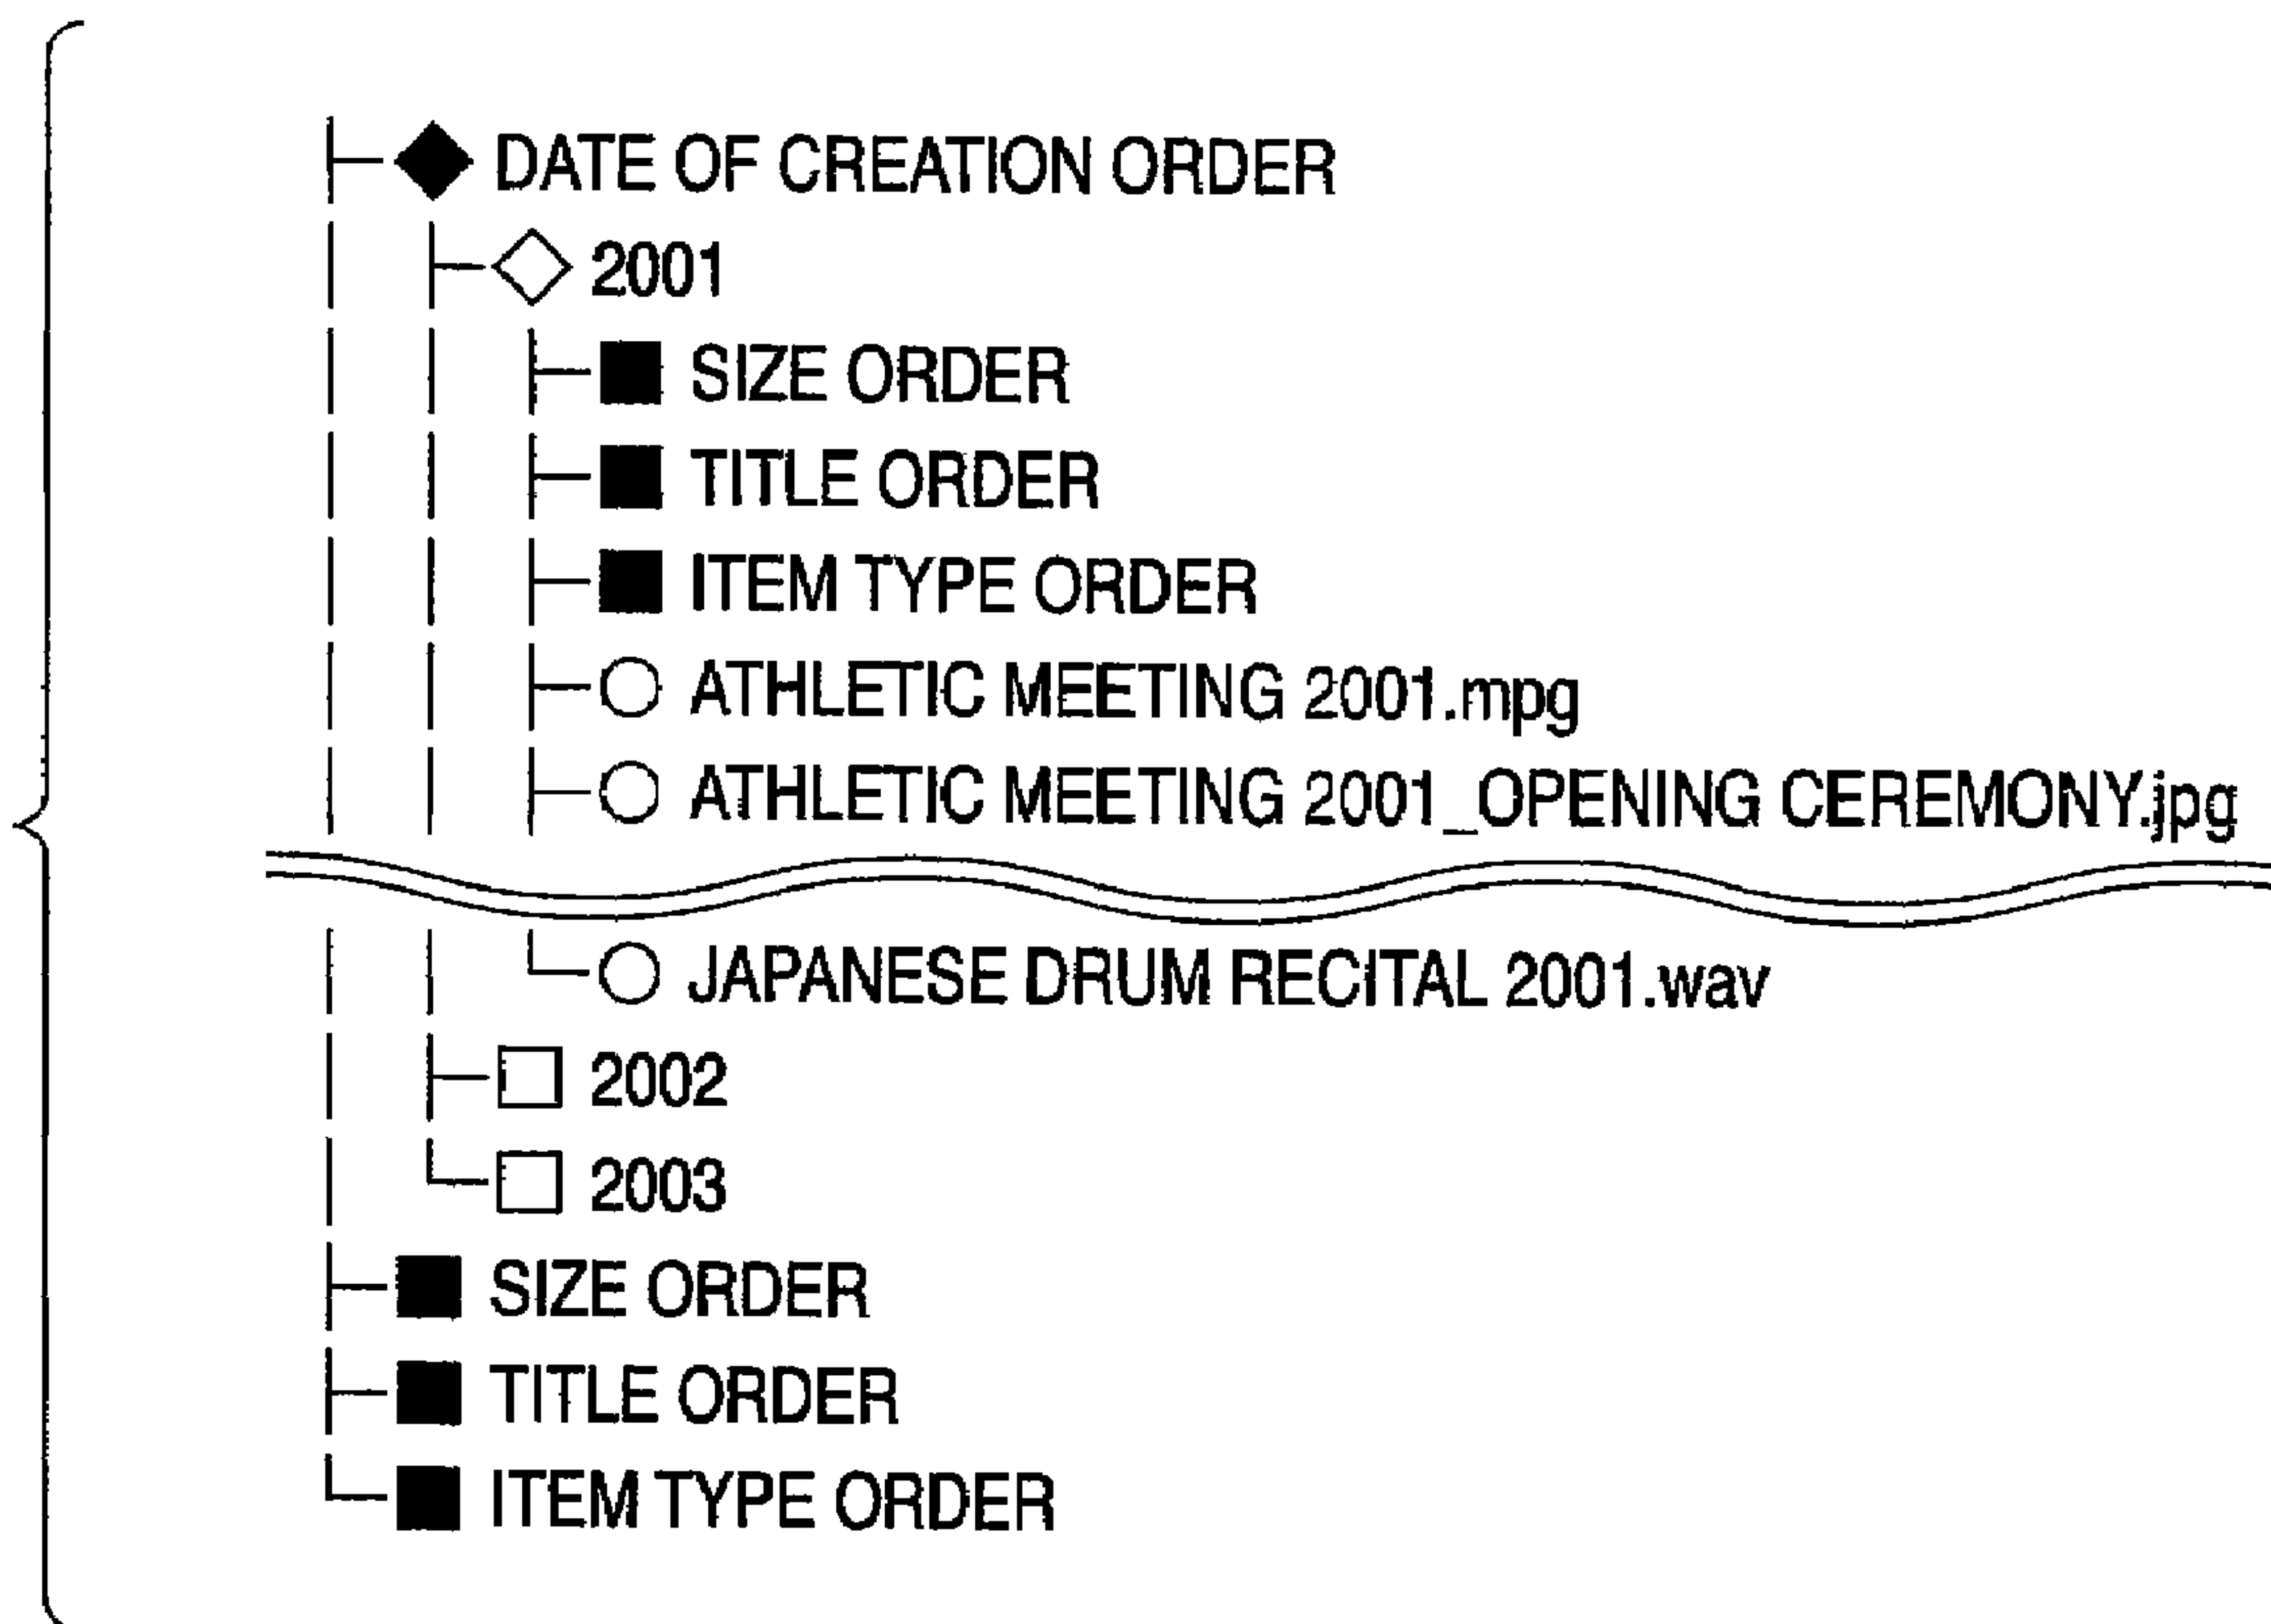 DATE OF CREATION ORDER
2001
SIZE ORDER
TITLE ORDER
ITEM TYPE ORDER
ATHLETIC MEETING 2001.mpg
ATHLETIC MEETING 2001_OPENING CEREMONY.jpg
JAPANESE DRUM RECITAL 2001.wav
2002
2003
SIZE ORDER
TITLE ORDER
ITEM TYPE ORDER